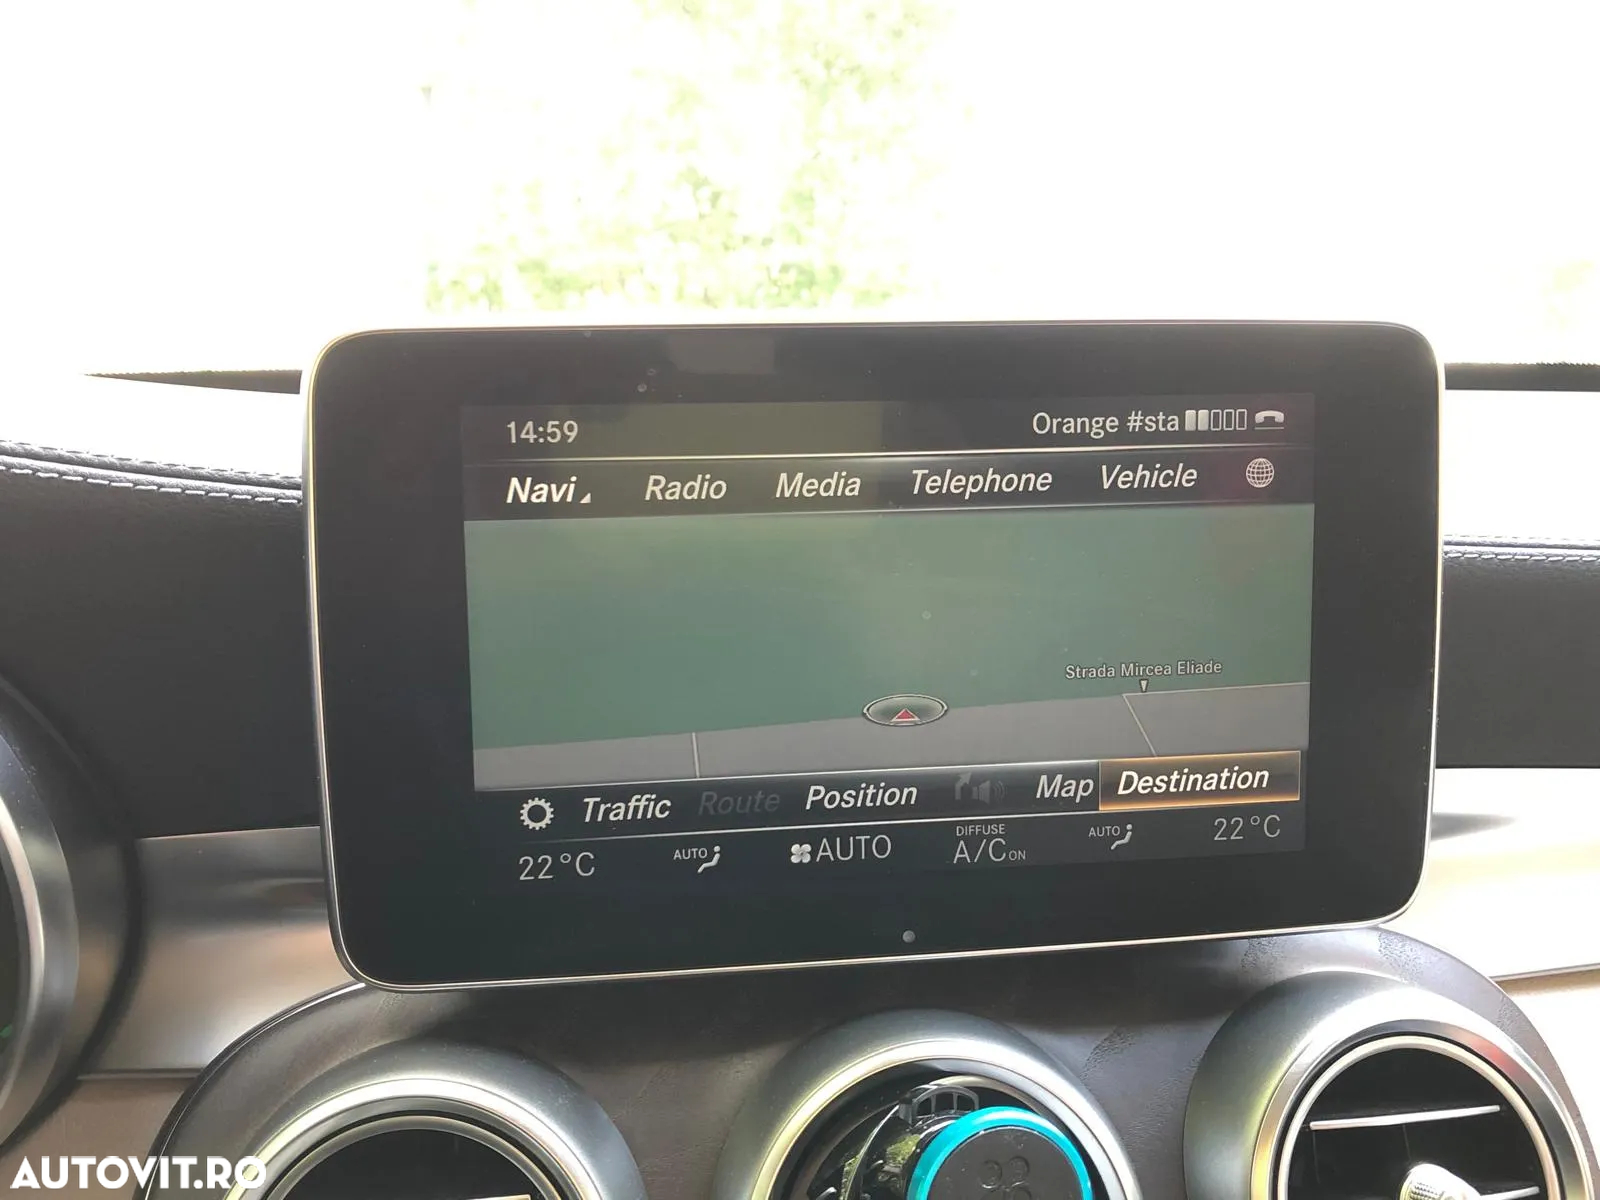 14:59
Orange #sta
Navi Radio Media Telephone Vehicle
Strada Mircea Eliade
Traffic Route Position Map Destination
22°C AUTO AUTO DIFFUSE A/C ON AUTO 22°C
AUTOVIT.RO